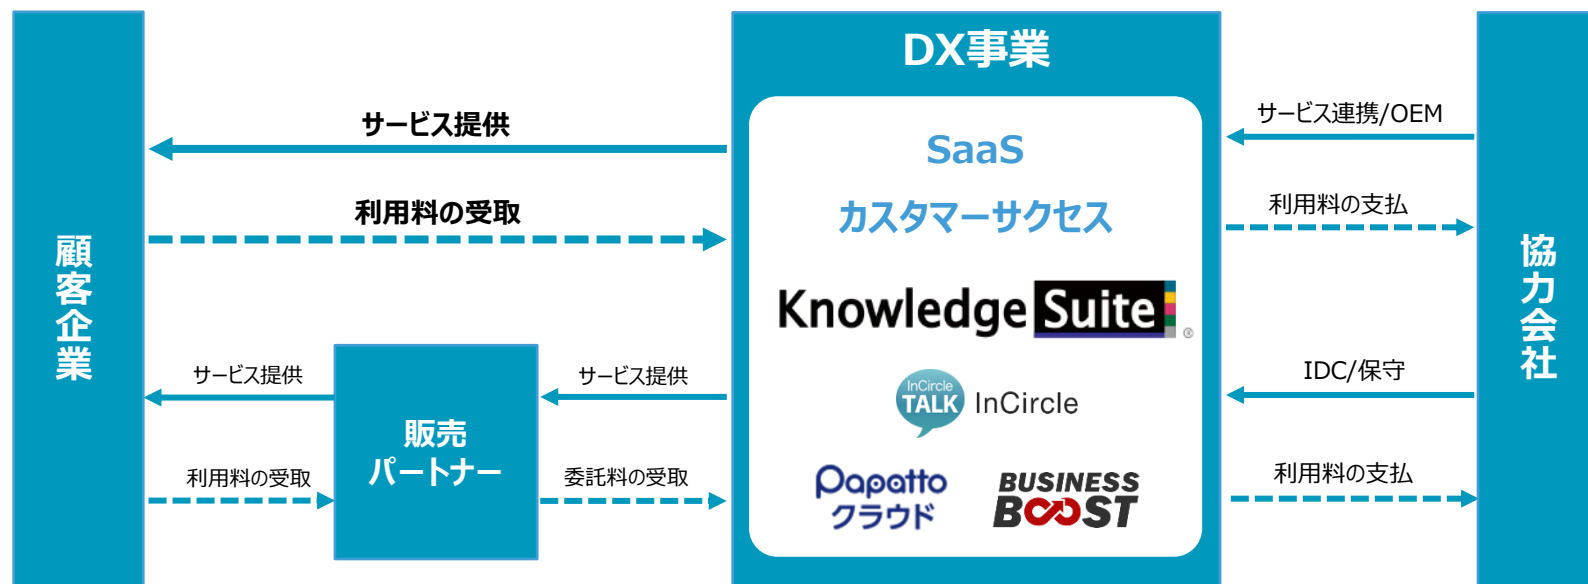 DX事業
サービス提供
利用料の受取
顧客企業
サービス提供
利用料の受取
販売
パートナー
サービス提供
委託料の受取
SaaS
カスタマーサクセス
Knowledge Suite ®
InCircle
TALK
InCircle
Papatto
クラウド
BUSINESS
BOOST
サービス連携/OEM
利用料の支払
IDC/保守
利用料の支払
協力会社